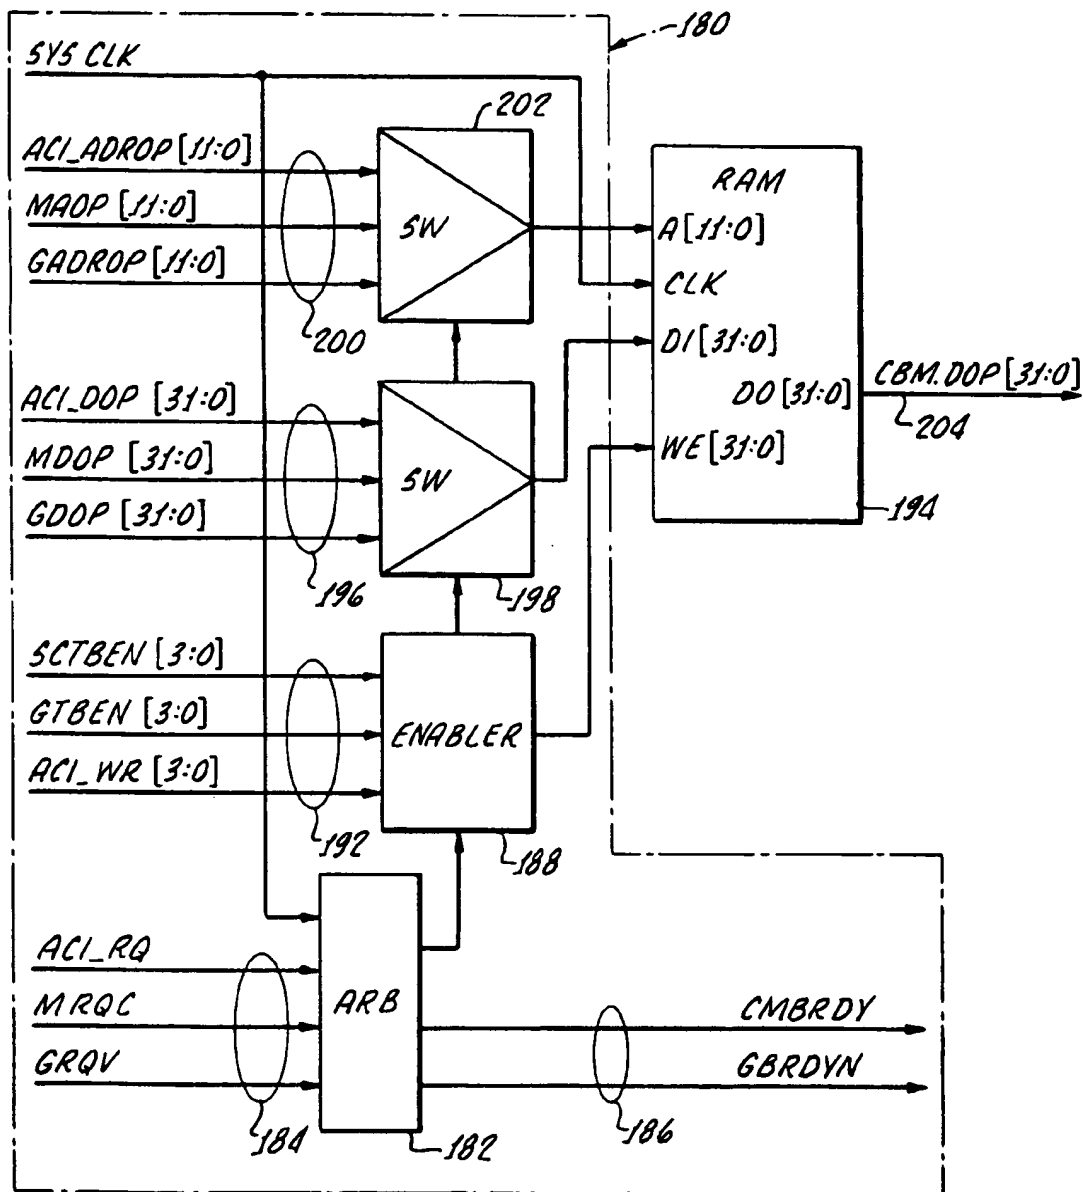 180
SYS CLK
202
ACI_ADROP [11:0]
RAM
MAOP [11:0]
SW
A [11:0]
GADROP [11:0]
CLK
200
DI [31:0]
CBM.DOP [31:0]
ACI_DOP [31:0]
DO [31:0]
204
MDOP [31:0]
SW
WE [31:0]
GDOP [31:0]
194
196
198
SCTBEN [3:0]
GTBEN [3:0]
ENABLER
ACI_WR [3:0]
192
188
ACI_RQ
MRQC
ARB
CMBRDY
GRQV
GBRDYN
184
182
186